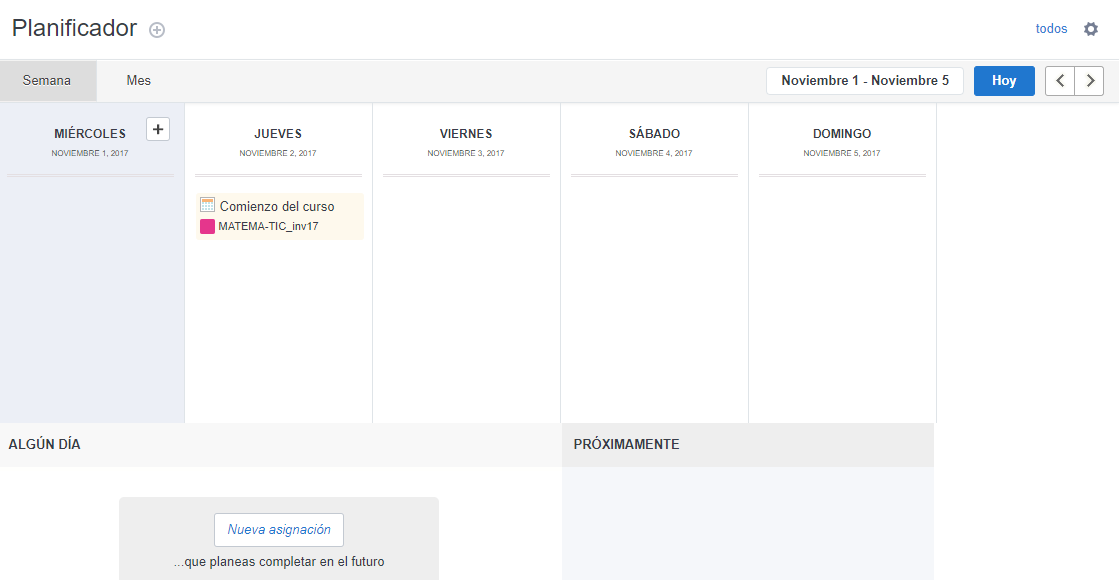 Planificador
todos
Semana
Mes
Noviembre 1 - Noviembre 5
Hoy
MIÉRCOLES
NOVIEMBRE 1, 2017
JUEVES
NOVIEMBRE 2, 2017
VIERNES
NOVIEMBRE 3, 2017
SÁBADO
NOVIEMBRE 4, 2017
DOMINGO
NOVIEMBRE 5, 2017
Comienzo del curso
MATEMA-TIC_inv17
ALGÚN DÍA
PRÓXIMAMENTE
Nueva asignación
...que planeas completar en el futuro